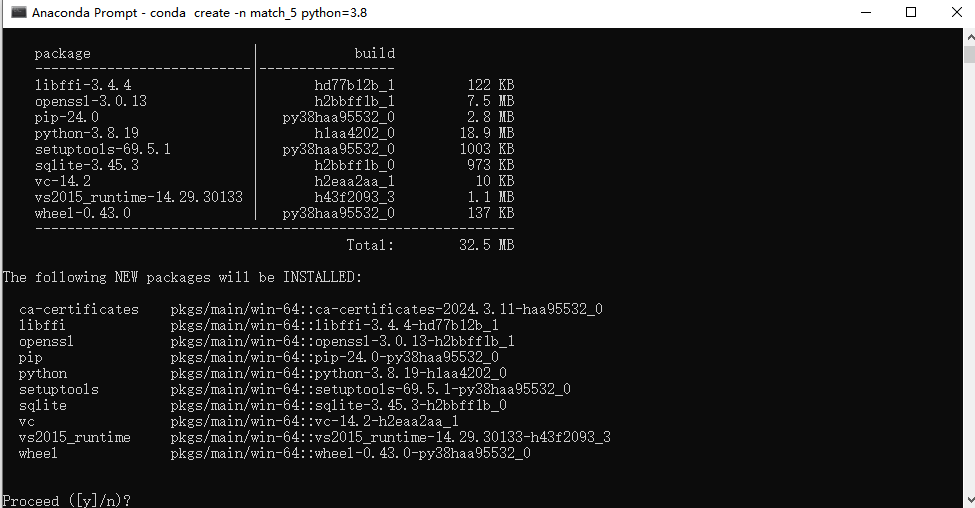 Anaconda Prompt - conda  create -n match_5 python=3.8
package | build
---------------------------|-----------------
libffi-3.4.4 | hd77b12b_1 122 KB
openssl-3.0.13 | h2bbff1b_1 7.5 MB
pip-24.0 | py38haa95532_0 2.8 MB
python-3.8.19 | h1aa4202_0 18.9 MB
setuptools-69.5.1 | py38haa95532_0 1003 KB
sqlite-3.45.3 | h2bbff1b_0 973 KB
vc-14.2 | h2eaa2aa_1 10 KB
vs2015_runtime-14.29.30133 | h43f2093_3 1.1 MB
wheel-0.43.0 | py38haa95532_0 137 KB
------------------------------------------------------------
Total: 32.5 MB
The following NEW packages will be INSTALLED:
ca-certificates pkgs/main/win-64::ca-certificates-2024.3.11-haa95532_0
libffi pkgs/main/win-64::libffi-3.4.4-hd77b12b_1
openssl pkgs/main/win-64::openssl-3.0.13-h2bbff1b_1
pip pkgs/main/win-64::pip-24.0-py38haa95532_0
python pkgs/main/win-64::python-3.8.19-h1aa4202_0
setuptools pkgs/main/win-64::setuptools-69.5.1-py38haa95532_0
sqlite pkgs/main/win-64::sqlite-3.45.3-h2bbff1b_0
vc pkgs/main/win-64::vc-14.2-h2eaa2aa_1
vs2015_runtime pkgs/main/win-64::vs2015_runtime-14.29.30133-h43f2093_3
wheel pkgs/main/win-64::wheel-0.43.0-py38haa95532_0
Proceed ([y]/n)?